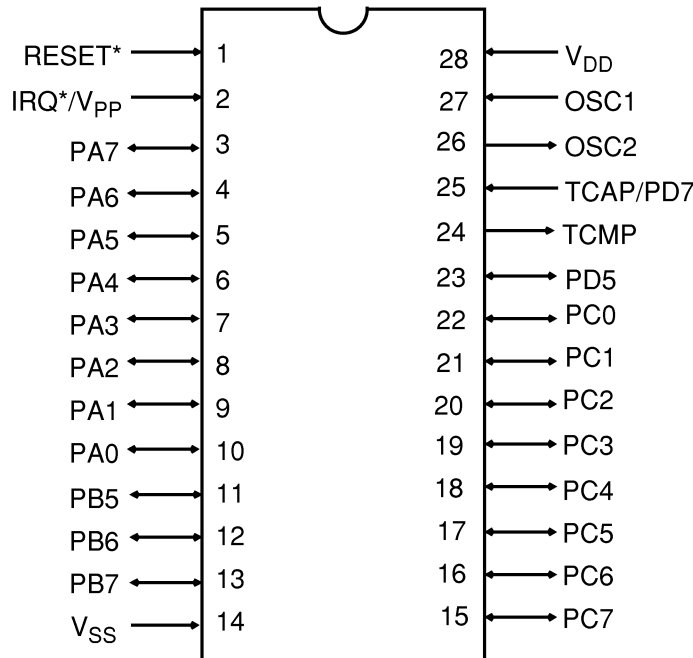 RESET* 1 28 VDD
IRQ*/VPP 2 27 OSC1
PA7 3 26 OSC2
PA6 4 25 TCAP/PD7
PA5 5 24 TCMP
PA4 6 23 PD5
PA3 7 22 PC0
PA2 8 21 PC1
PA1 9 20 PC2
PA0 10 19 PC3
PB5 11 18 PC4
PB6 12 17 PC5
PB7 13 16 PC6
VSS 14 15 PC7